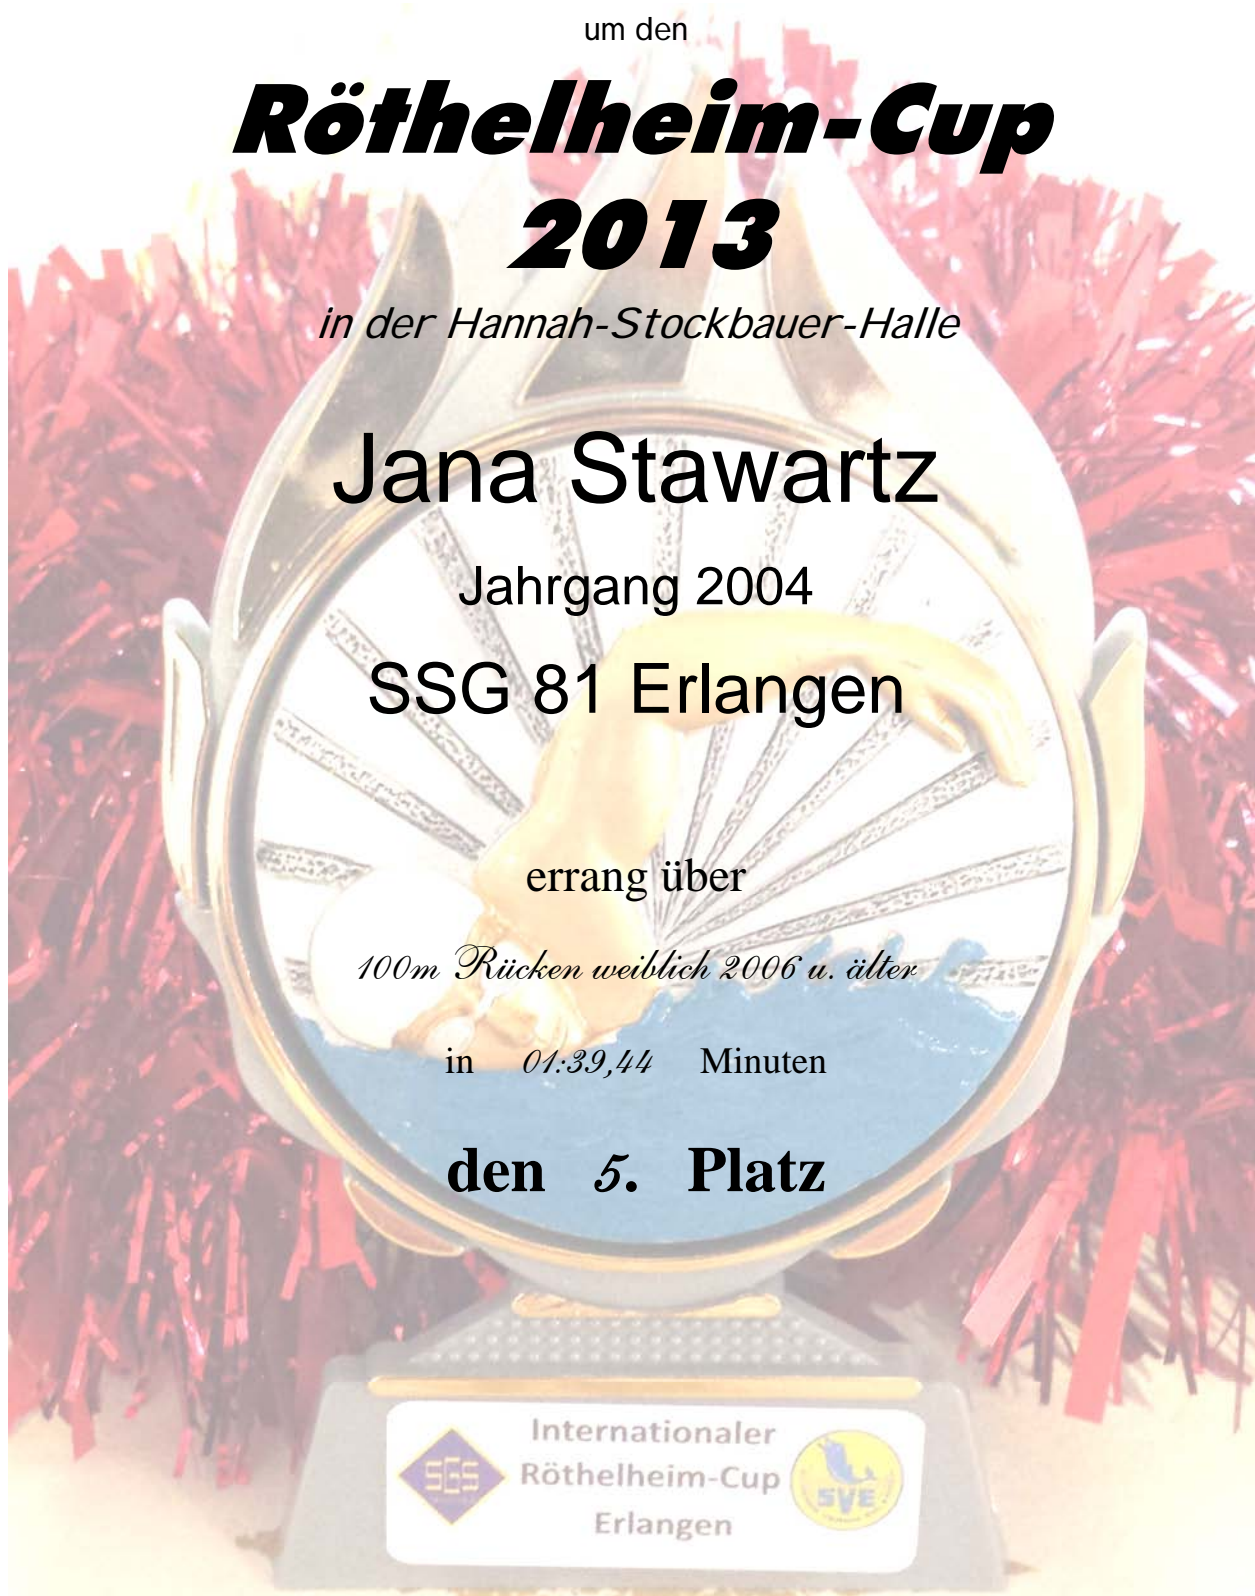 um den
Röthelheim-Cup
2013
in der Hannah-Stockbauer-Halle
Jana Stawartz
Jahrgang 2004
SSG 81 Erlangen
errang über
100m Rücken weiblich 2006 u. älter
in 01:39,44 Minuten
den 5. Platz
Internationaler
SGS Röthelheim-Cup SVE
Erlangen